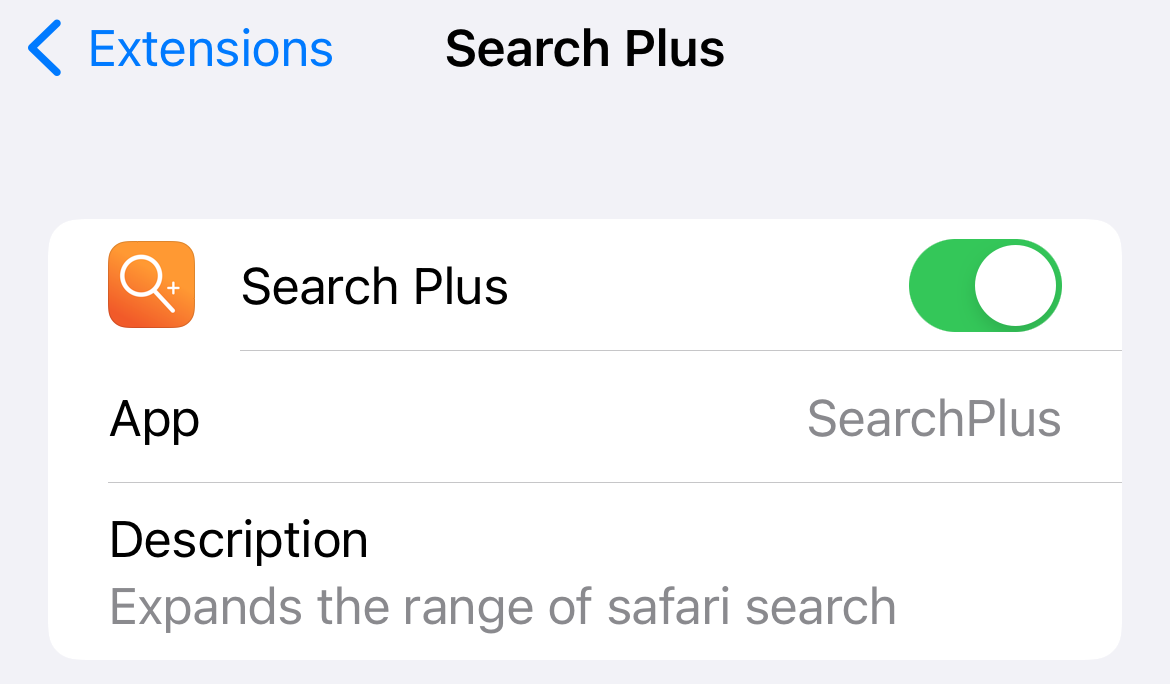 Extensions
Search Plus
Search Plus
App
SearchPlus
Description
Expands the range of safari search